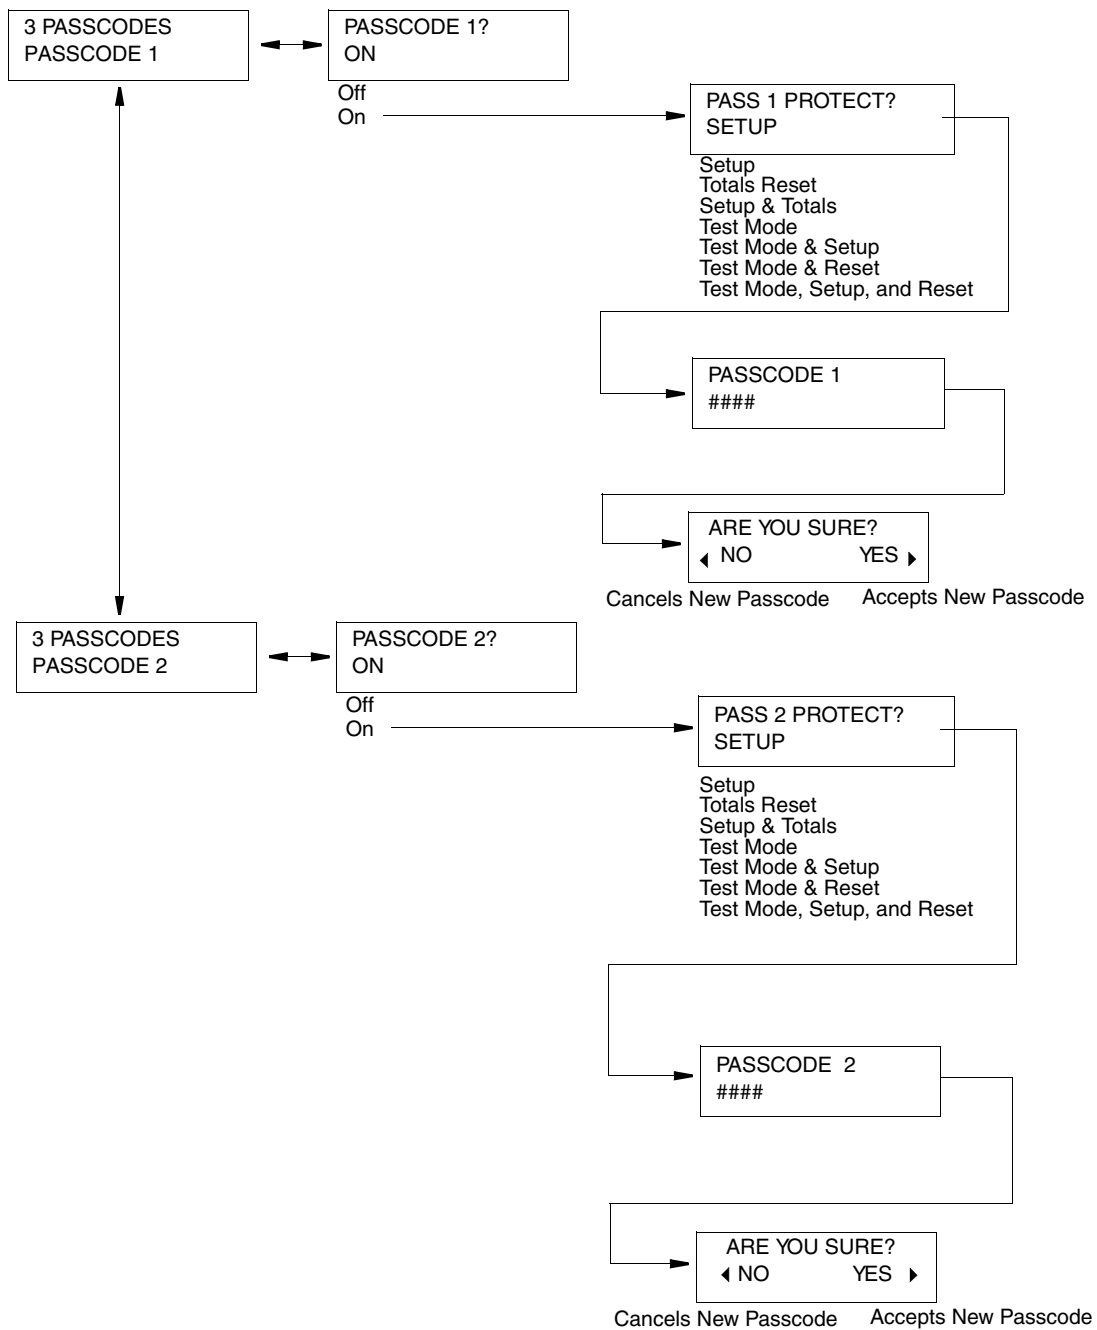 3 PASSCODES
PASSCODE 1
PASSCODE 1?
ON
Off
On
PASS 1 PROTECT?
SETUP
Setup
Totals Reset
Setup & Totals
Test Mode
Test Mode & Setup
Test Mode & Reset
Test Mode, Setup, and Reset
PASSCODE 1
####
ARE YOU SURE?
NO YES
Cancels New Passcode Accepts New Passcode
3 PASSCODES
PASSCODE 2
PASSCODE 2?
ON
Off
On
PASS 2 PROTECT?
SETUP
Setup
Totals Reset
Setup & Totals
Test Mode
Test Mode & Setup
Test Mode & Reset
Test Mode, Setup, and Reset
PASSCODE 2
####
ARE YOU SURE?
NO YES
Cancels New Passcode Accepts New Passcode